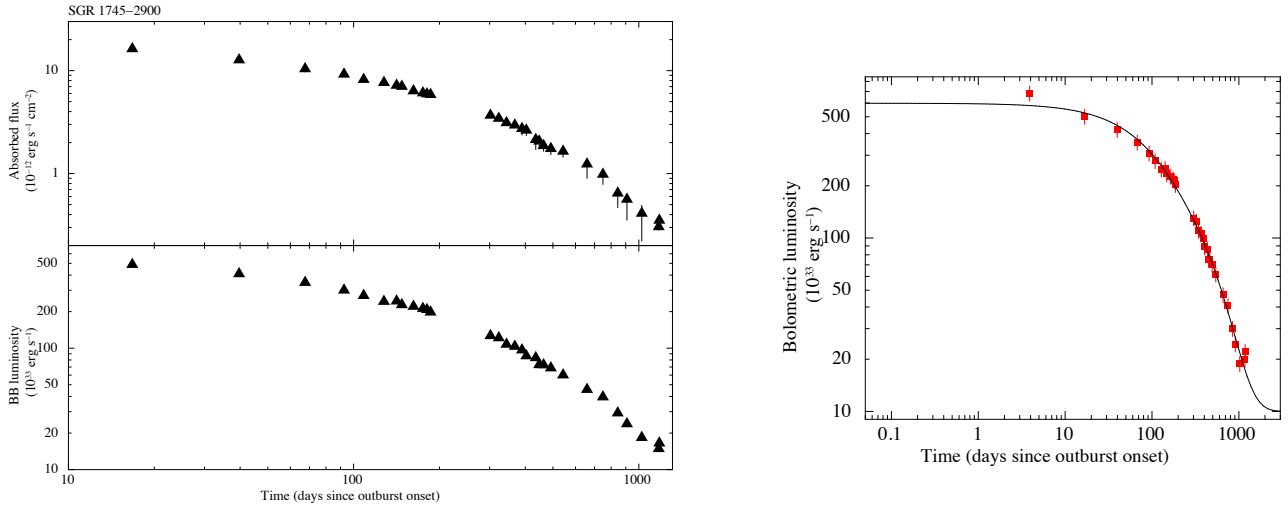 SGR 1745−2900
10
1
Absorbed flux
(10⁻¹² erg s⁻¹ cm⁻²)
500
200
100
50
20
10
BB luminosity
(10³³ erg s⁻¹)
10
100
1000
Time (days since outburst onset)
500
200
100
50
20
10
Bolometric luminosity
(10³³ erg s⁻¹)
0.1
1
10
100
1000
Time (days since outburst onset)